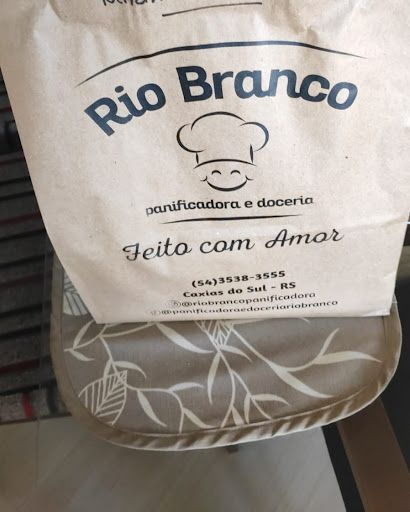 Rio Branco
panificadora e doceria
Feito com Amor
(54)3538-3555
Caxias do Sul - RS
@riobrancopanificadora
@panificadoraedoceriariobranco